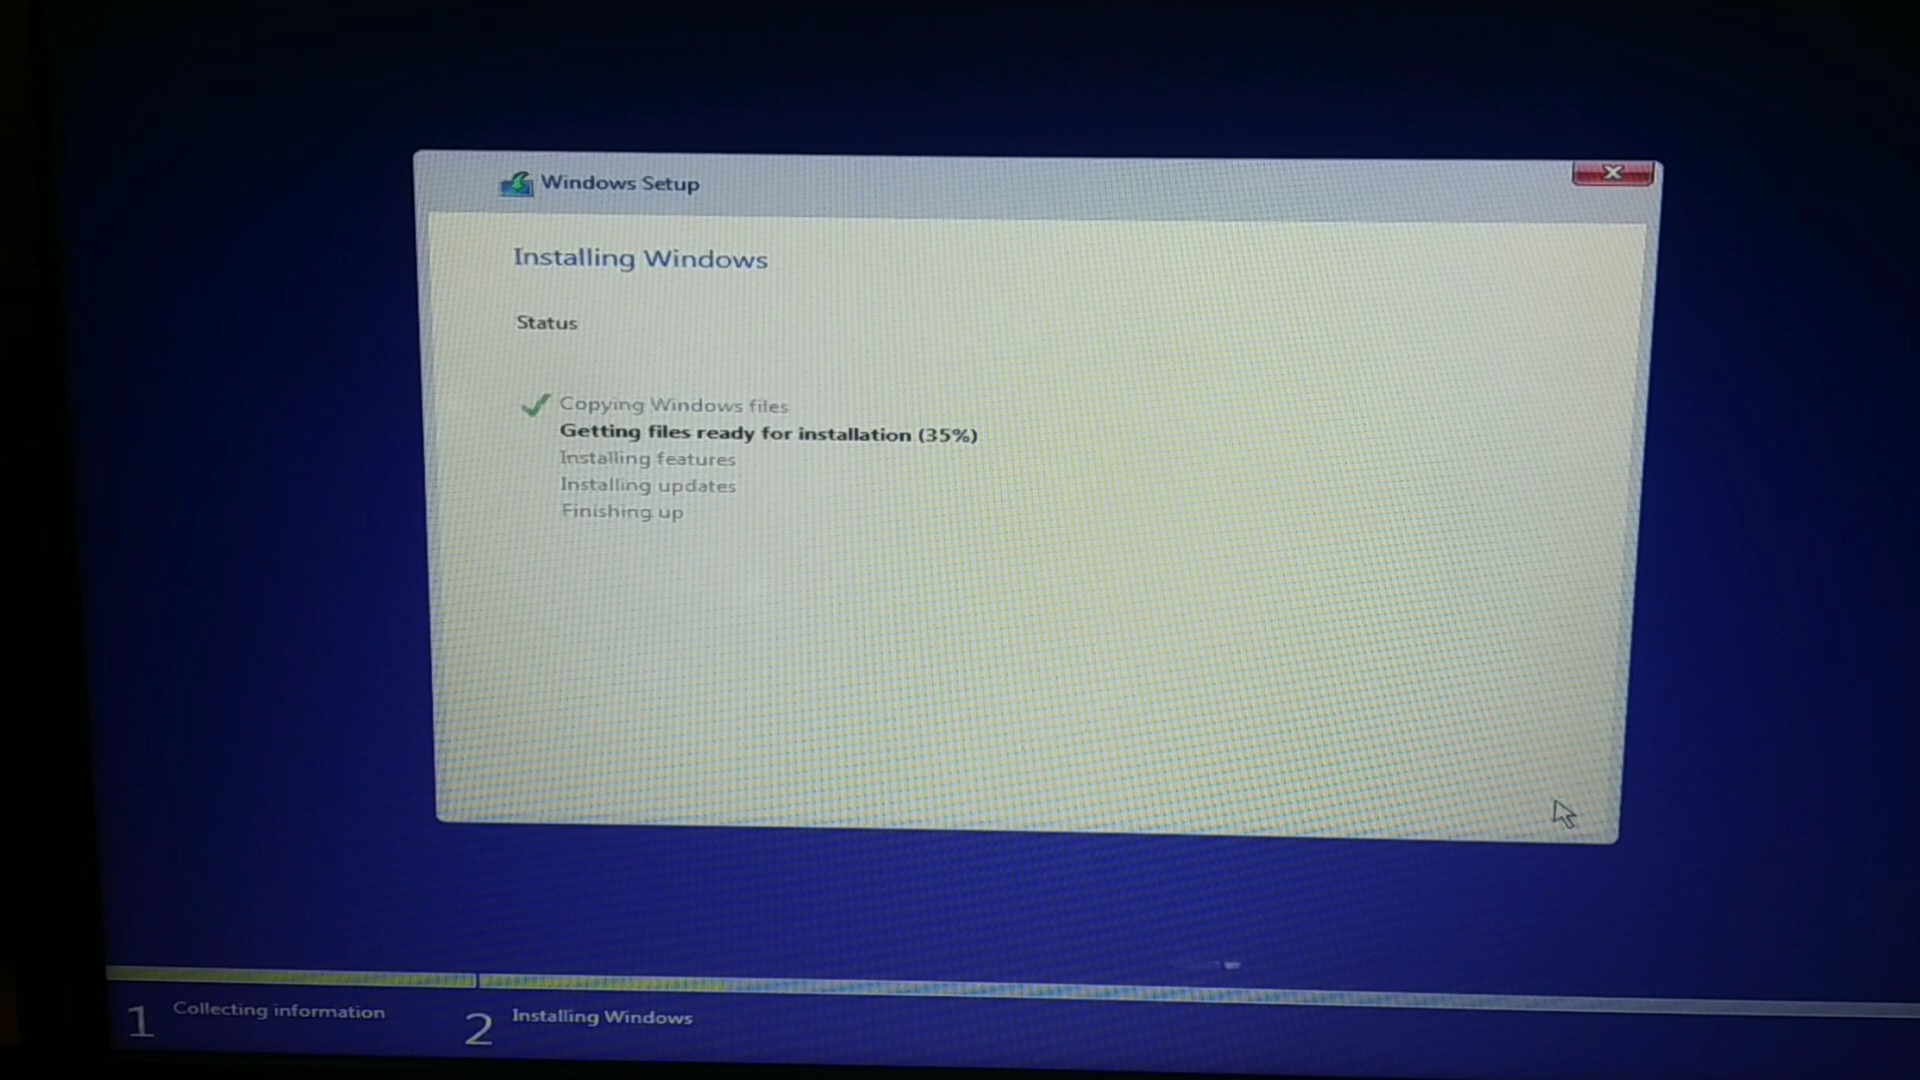 Windows Setup
Installing Windows
Status
Copying Windows files
Getting files ready for installation (35%)
Installing features
Installing updates
Finishing up
1 Collecting information
2 Installing Windows